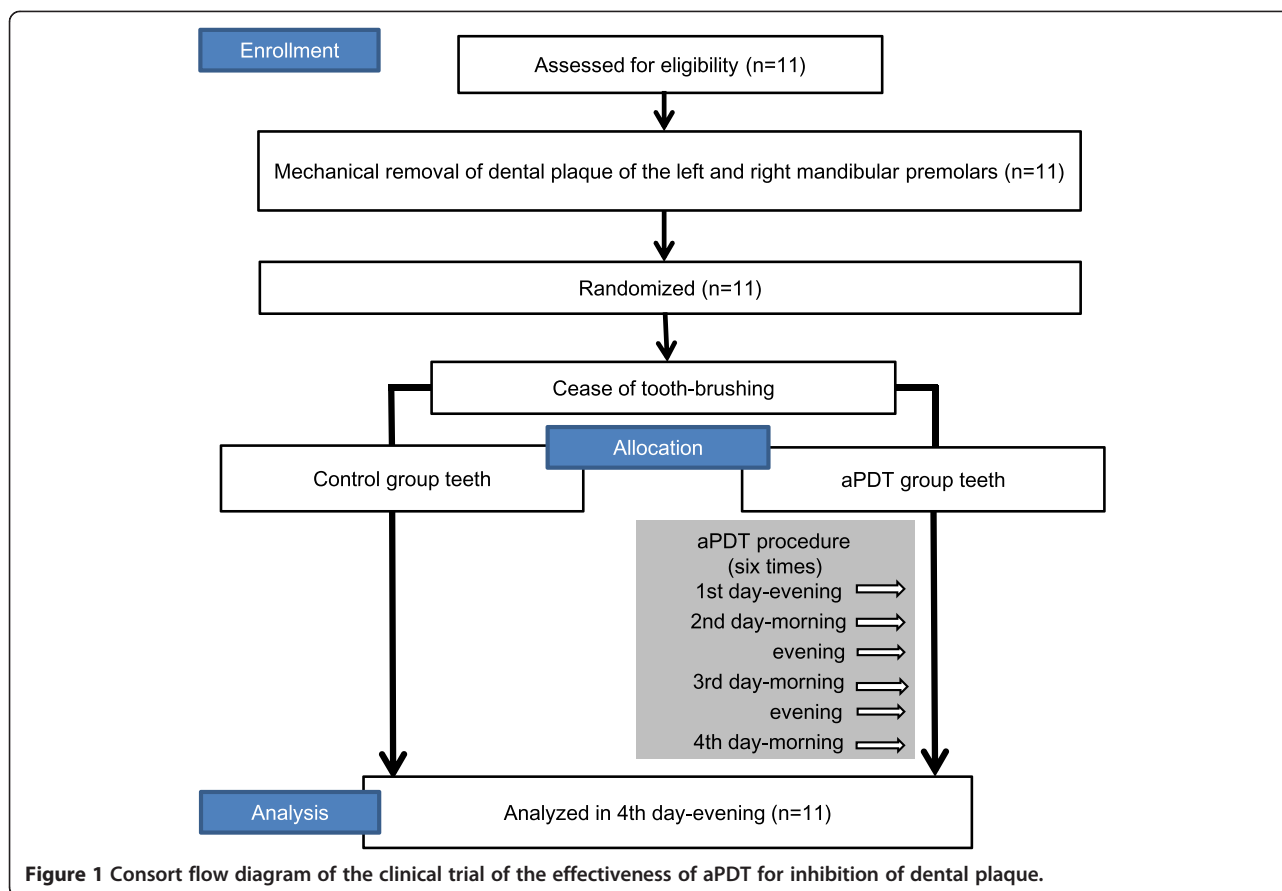 Enrollment
Assessed for eligibility (n=11)
Mechanical removal of dental plaque of the left and right mandibular premolars (n=11)
Randomized (n=11)
Cease of tooth-brushing
Allocation
Control group teeth
aPDT group teeth
aPDT procedure
(six times)
1st day-evening
2nd day-morning
evening
3rd day-morning
evening
4th day-morning
Analysis
Analyzed in 4th day-evening (n=11)
Figure 1 Consort flow diagram of the clinical trial of the effectiveness of aPDT for inhibition of dental plaque.